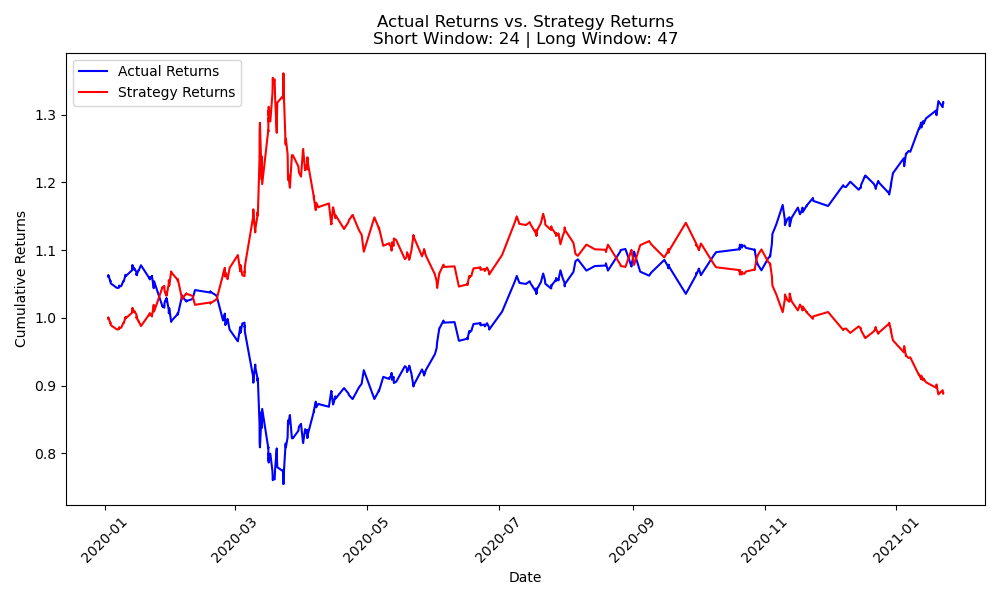 Actual Returns vs. Strategy Returns
Short Window: 24 | Long Window: 47
Actual Returns
Strategy Returns
Cumulative Returns
1.3
1.2
1.1
1.0
0.9
0.8
2020-01
2020-03
2020-05
2020-07
2020-09
2020-11
2021-01
Date